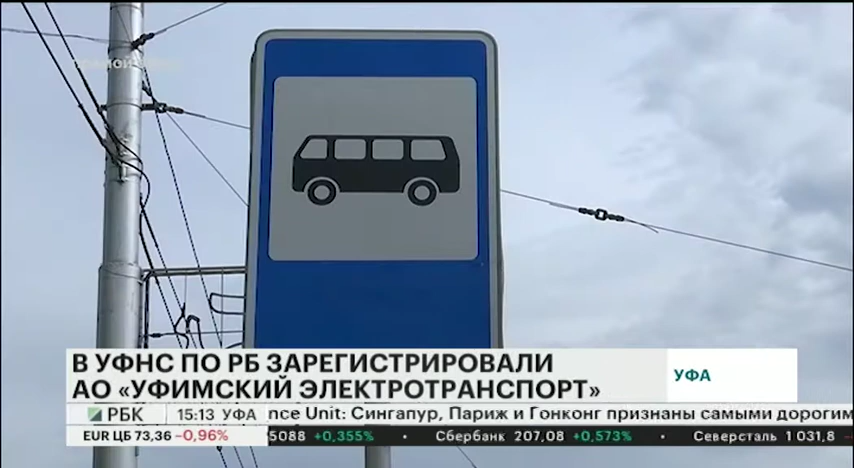 ПРЯМОЙ ЭФИР
В УФНС ПО РБ ЗАРЕГИСТРИРОВАЛИ
АО «УФИМСКИЙ ЭЛЕКТРОТРАНСПОРТ»
УФА
РБК 15:13 УФА nce Unit: Сингапур, Париж и Гонконг признаны самыми дорогим
EUR ЦБ 73,36 -0,96% 5088 +0,355% • Сбербанк 207,08 +0,573% • Северсталь 1 031,8